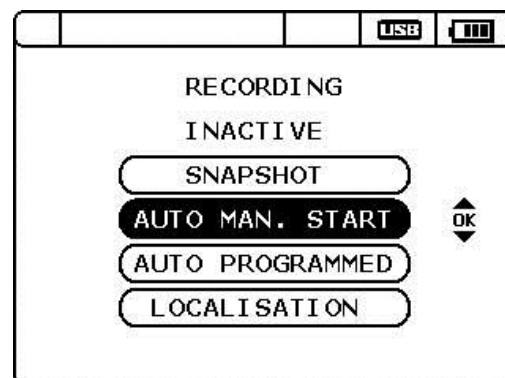 USB
RECORDING
INACTIVE
SNAPSHOT
AUTO MAN. START
OK
AUTO PROGRAMMED
LOCALISATION